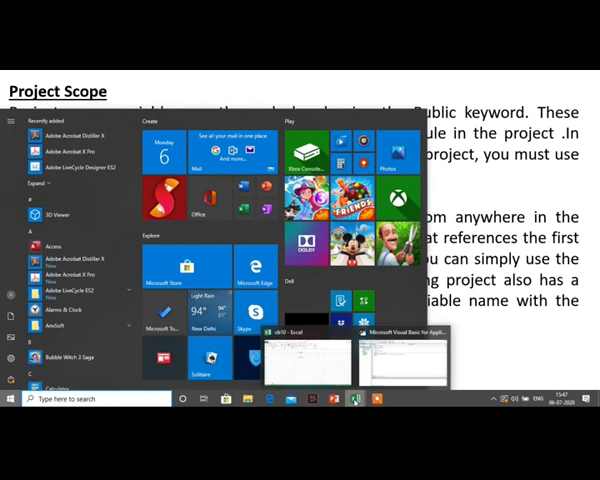 Project Scope
Public keyword. These
ule in the project .In
project, you must use
om anywhere in the
at references the first
ou can simply use the
ng project also has a
iable name with the
Recently added
Adobe Acrobat Distiller X
Adobe Acrobat X Pro
Adobe LiveCycle Designer ES2
Expand
#
3D Viewer
A
Access
Adobe Acrobat Distiller X
New
Adobe Acrobat X Pro
New
Adobe LiveCycle ES2
New
Alarms & Clock
AnvSoft
B
Bubble Witch 3 Saga
C
Calculator
Create
Monday
6
See all your mail in one place
And more...
Mail
Office
Explore
Microsoft Store
Microsoft Edge
Microsoft To...
Light Rain
94°
94°
81°
New Delhi
Skype
Solitaire
Play
Xbox Console...
Photos
FRIENDS
DOLBY
Dell
vb10 - Excel
Microsoft Visual Basic for Appli...
Type here to search
ENG
15:47
06-07-2020